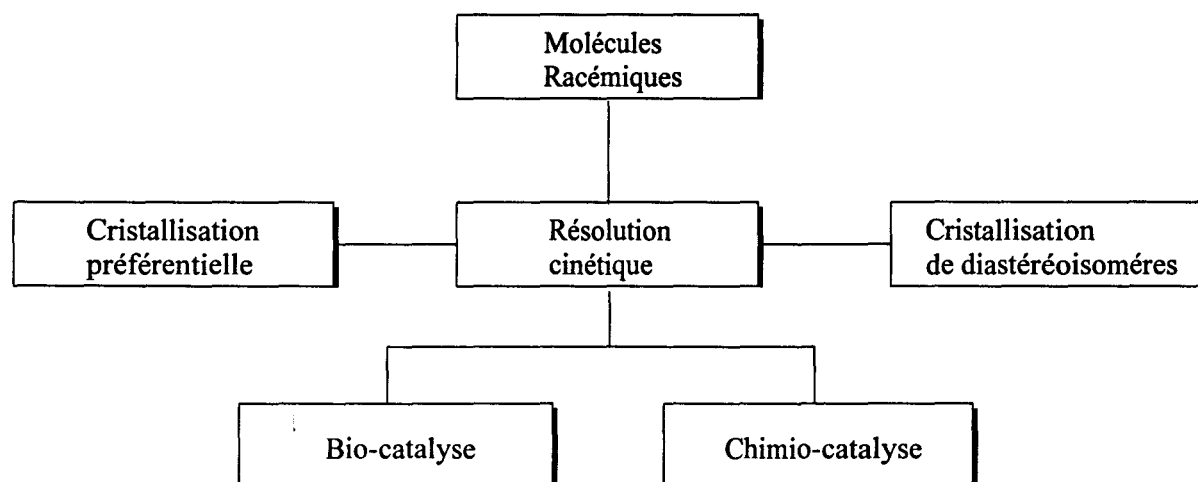 Molécules
Racémiques
Cristallisation
préférentielle
Résolution
cinétique
Cristallisation
de diastéréoisoméres
Bio-catalyse
Chimio-catalyse